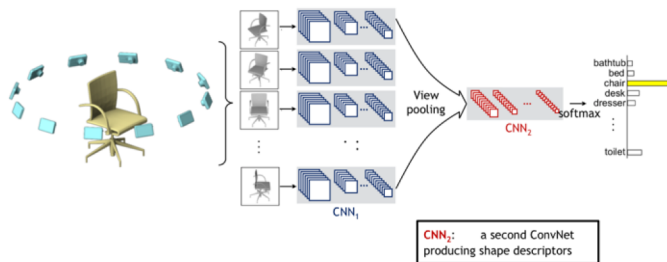 bathtub
bed
chair
desk
dresser
toilet
View
pooling
softmax
CNN₁
CNN₂
CNN₂: a second ConvNet
producing shape descriptors